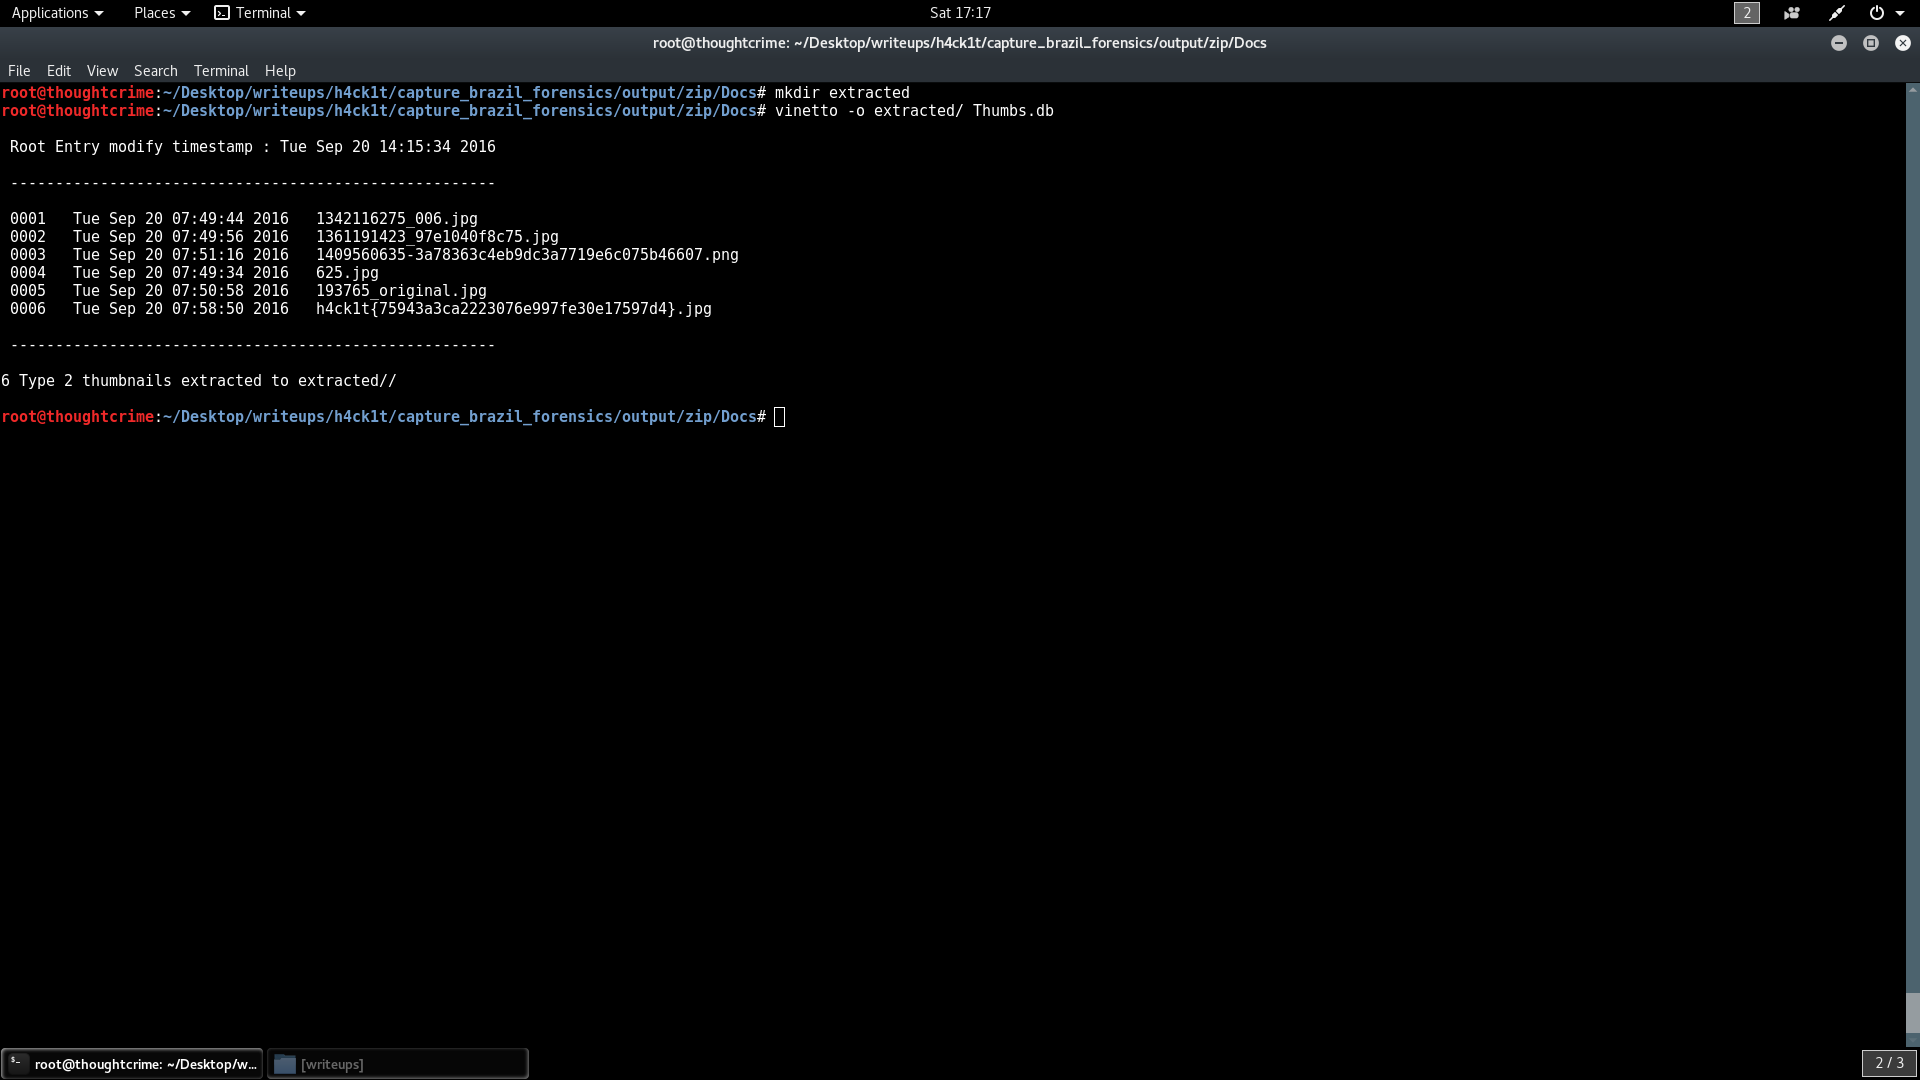 Applications Places Terminal Sat 17:17 2
root@thoughtcrime: ~/Desktop/writeups/h4ck1t/capture_brazil_forensics/output/zip/Docs
File Edit View Search Terminal Help
root@thoughtcrime:~/Desktop/writeups/h4ck1t/capture_brazil_forensics/output/zip/Docs# mkdir extracted
root@thoughtcrime:~/Desktop/writeups/h4ck1t/capture_brazil_forensics/output/zip/Docs# vinetto -o extracted/ Thumbs.db
Root Entry modify timestamp : Tue Sep 20 14:15:34 2016
------------------------------------------------------
0001   Tue Sep 20 07:49:44 2016   1342116275_006.jpg
0002   Tue Sep 20 07:49:56 2016   1361191423_97e1040f8c75.jpg
0003   Tue Sep 20 07:51:16 2016   1409560635-3a78363c4eb9dc3a7719e6c075b46607.png
0004   Tue Sep 20 07:49:34 2016   625.jpg
0005   Tue Sep 20 07:50:58 2016   193765_original.jpg
0006   Tue Sep 20 07:58:50 2016   h4ck1t{75943a3ca2223076e997fe30e17597d4}.jpg
------------------------------------------------------
6 Type 2 thumbnails extracted to extracted//
root@thoughtcrime:~/Desktop/writeups/h4ck1t/capture_brazil_forensics/output/zip/Docs#
root@thoughtcrime: ~/Desktop/w... [writeups] 2 / 3